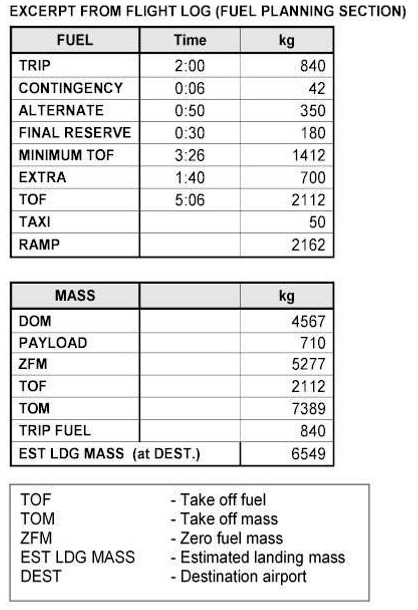 EXCERPT FROM FLIGHT LOG (FUEL PLANNING SECTION)
FUEL Time kg
TRIP 2:00 840
CONTINGENCY 0:06 42
ALTERNATE 0:50 350
FINAL RESERVE 0:30 180
MINIMUM TOF 3:26 1412
EXTRA 1:40 700
TOF 5:06 2112
TAXI 50
RAMP 2162
MASS kg
DOM 4567
PAYLOAD 710
ZFM 5277
TOF 2112
TOM 7389
TRIP FUEL 840
EST LDG MASS (at DEST.) 6549
TOF - Take off fuel
TOM - Take off mass
ZFM - Zero fuel mass
EST LDG MASS - Estimated landing mass
DEST - Destination airport